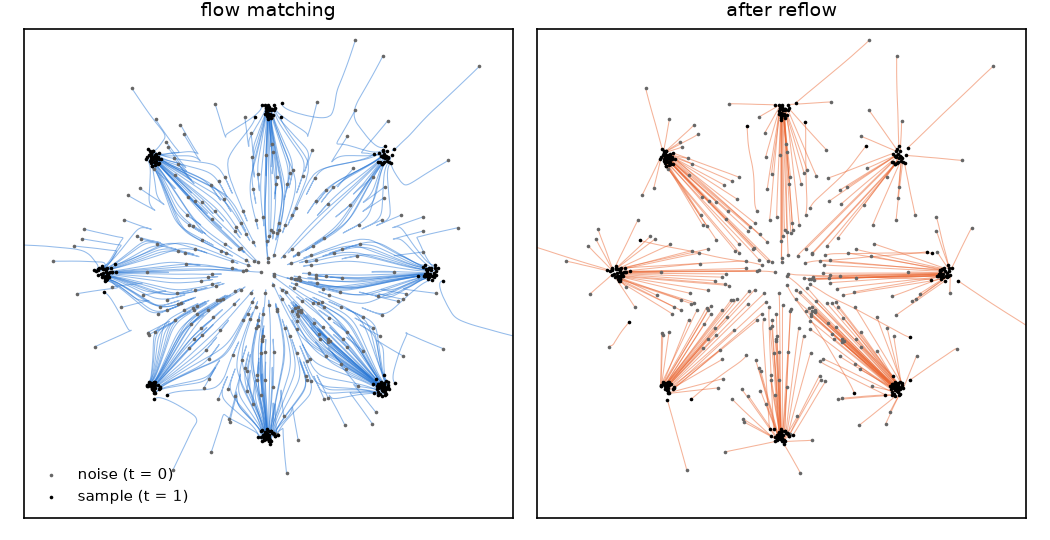 flow matching
after reflow
noise (t = 0)
sample (t = 1)